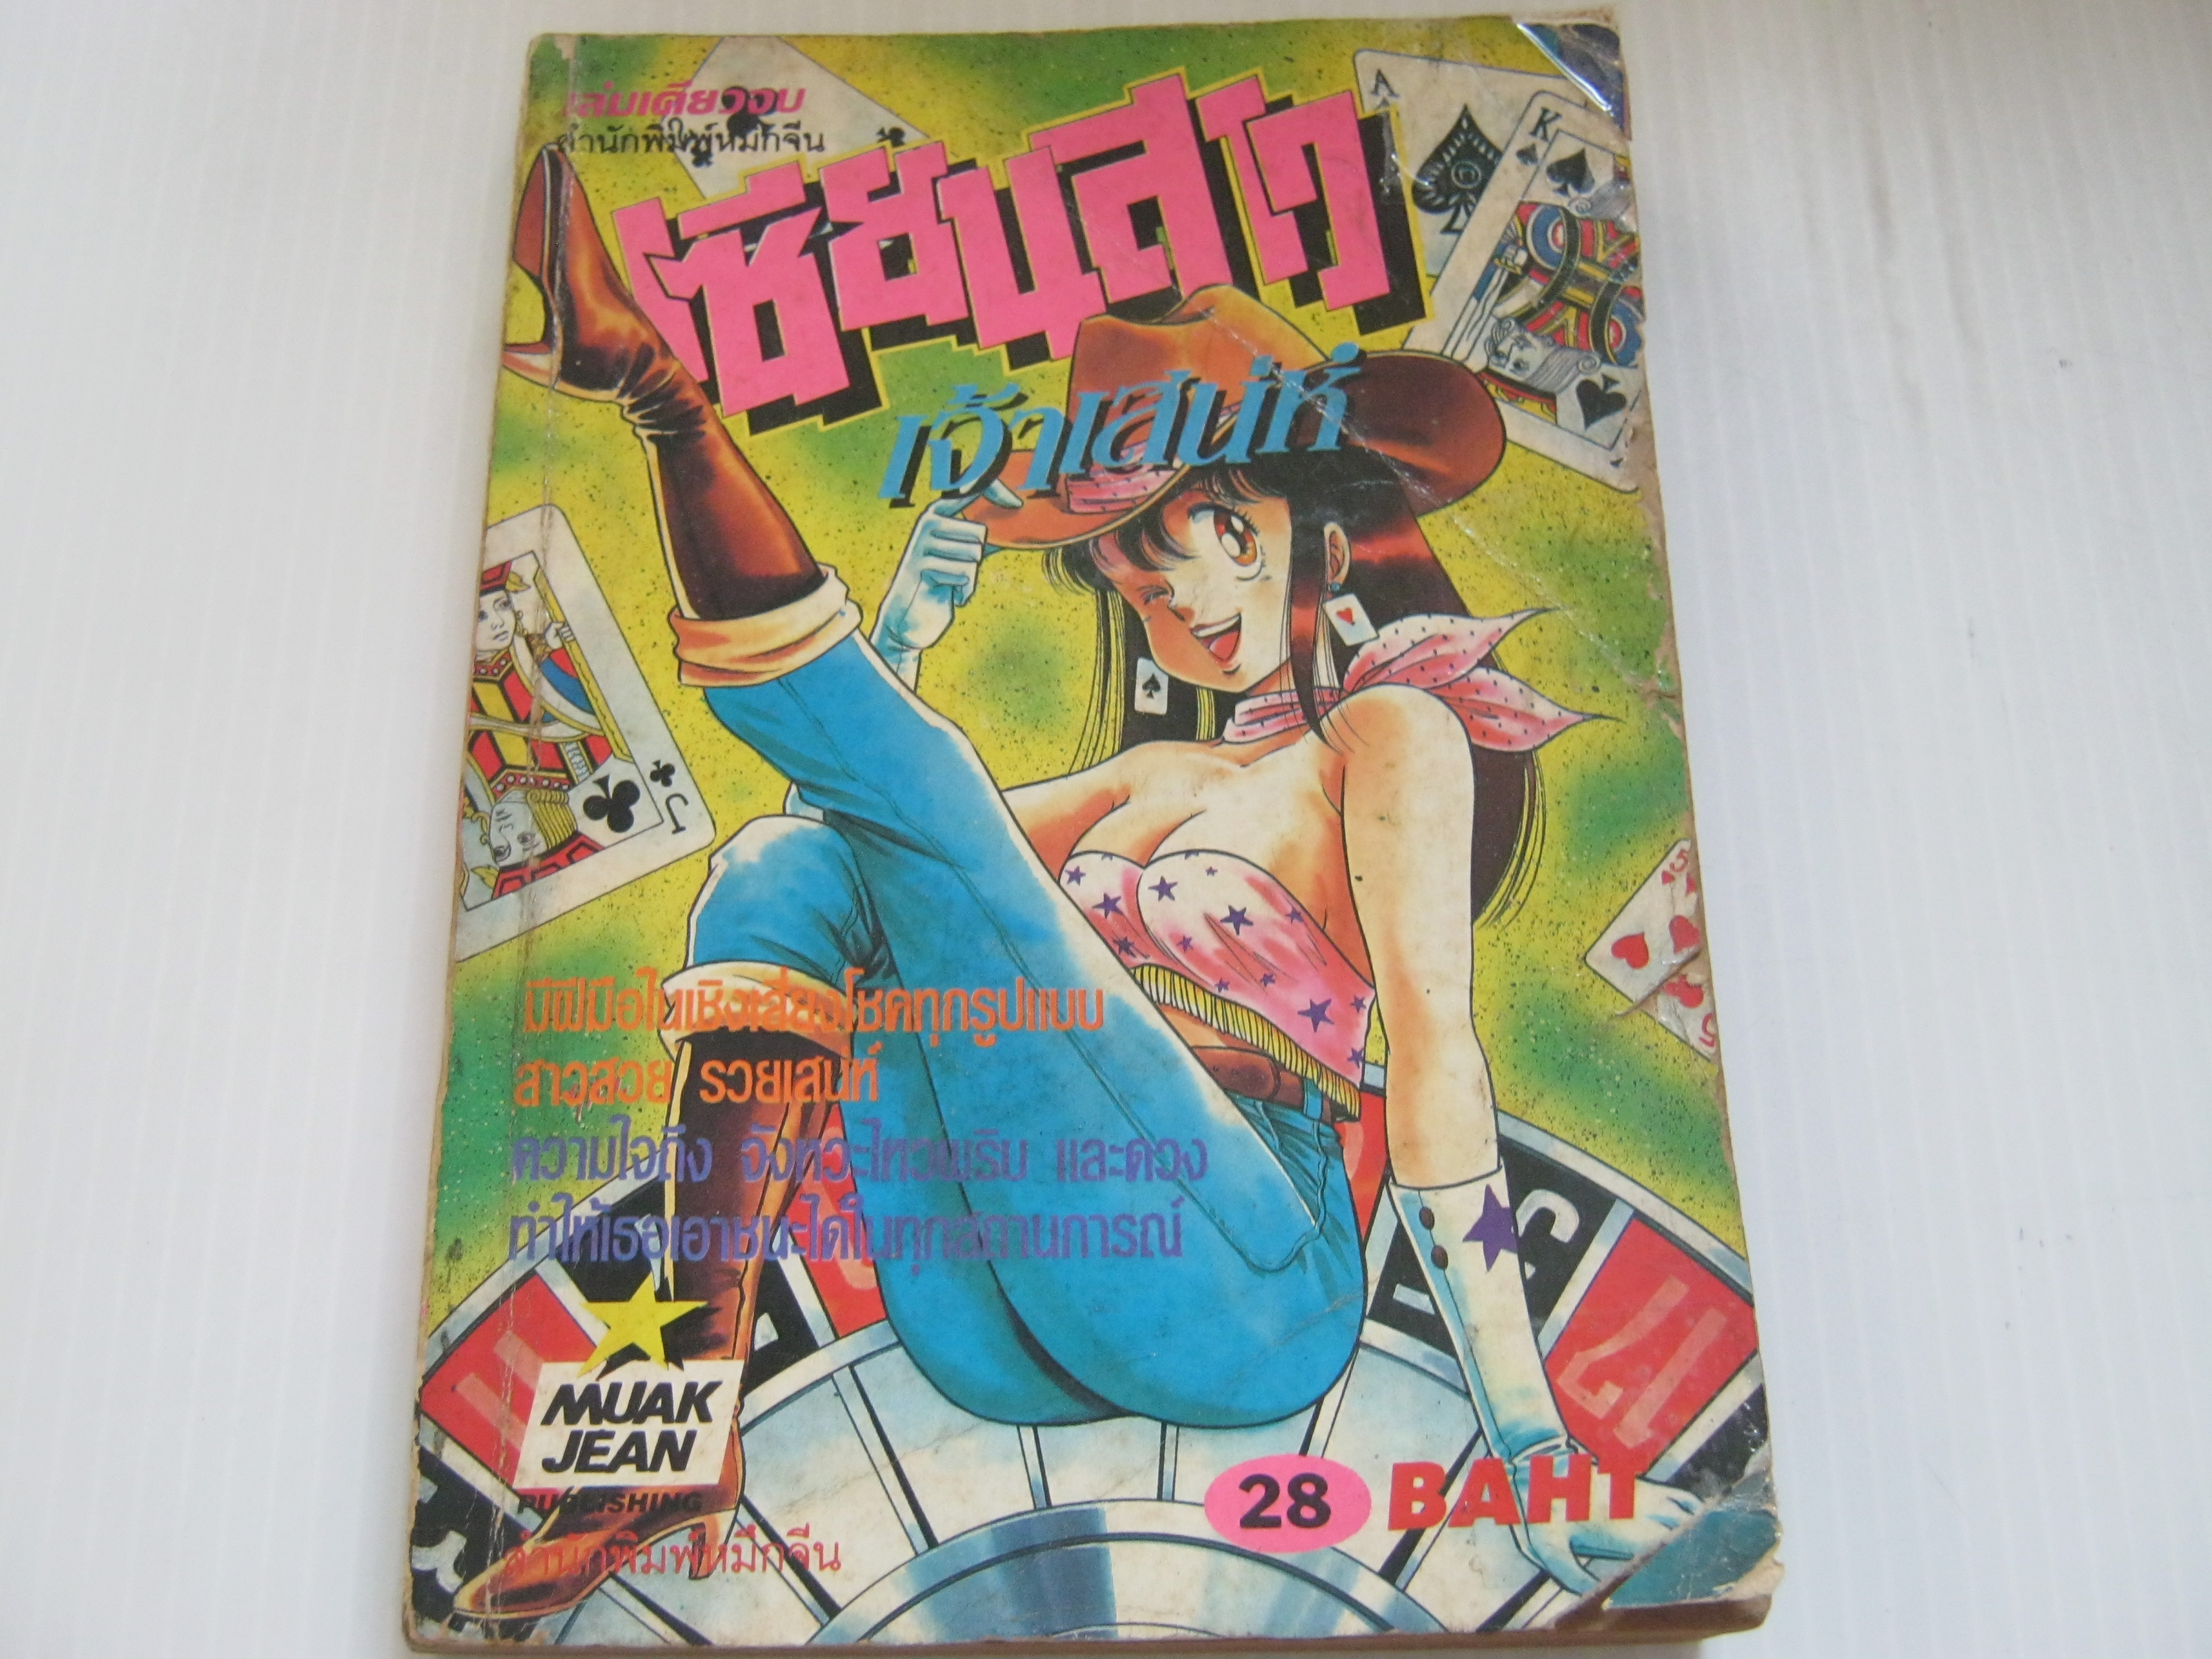 เล่มเดียวจบ
สำนักพิมพ์หมึกจีน
เซียนสาว
เจ้าเสน่ห์
A
K
J
5
มีฝีมือในเชิงเสี่ยงโชคทุกรูปแบบ
สาวสวย รวยเสน่ห์
ความใจถึง จังหวะไหวพริบ และดวง
ทำให้เธอเอาชนะได้ในทุกสถานการณ์
17
MUAK
JEAN
PUBLISHING
สำนักพิมพ์หมึกจีน
28 BAHT